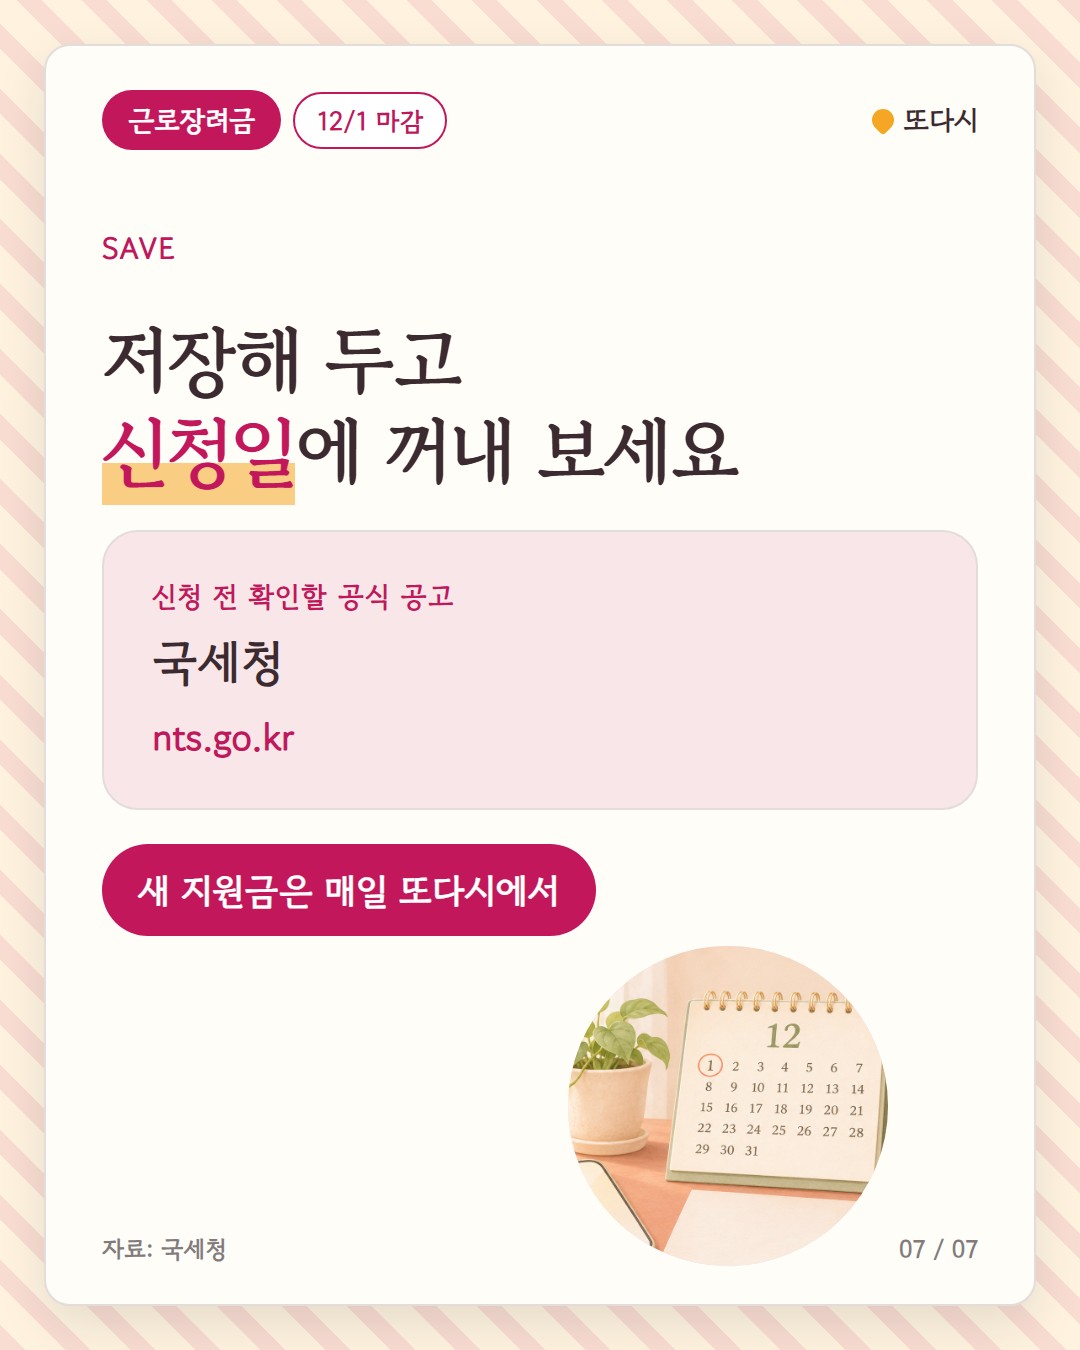 근로장려금
12/1 마감
또다시
SAVE
저장해 두고
신청일에 꺼내 보세요
신청 전 확인할 공식 공고
국세청
nts.go.kr
새 지원금은 매일 또다시에서
12
1 2 3 4 5 6 7
8 9 10 11 12 13 14
15 16 17 18 19 20 21
22 23 24 25 26 27 28
29 30 31
자료: 국세청
07 / 07